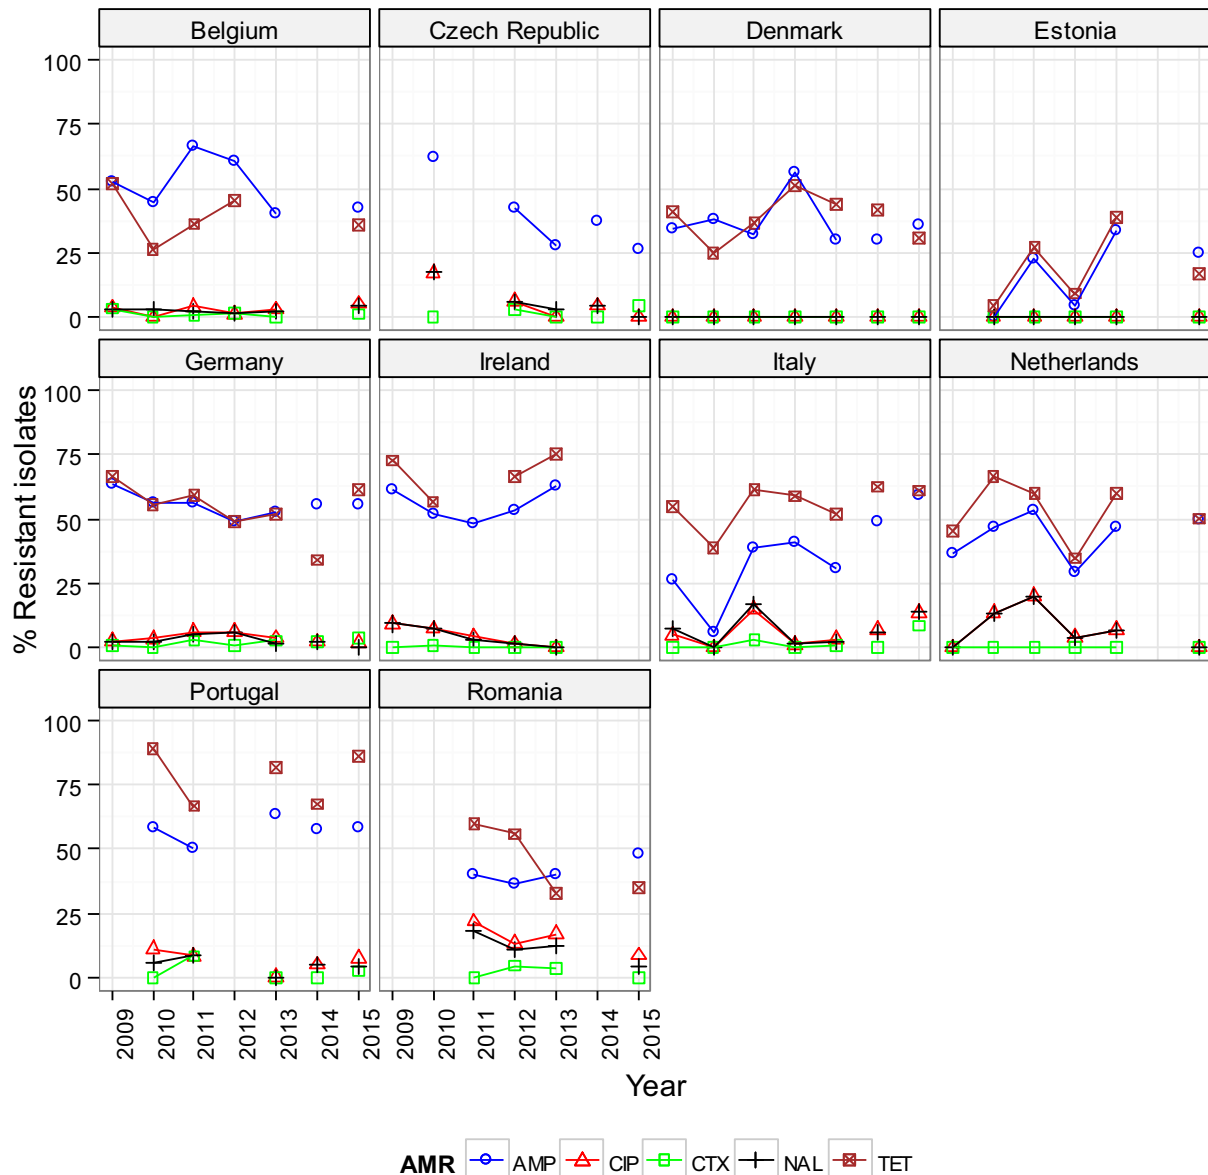 Belgium Czech Republic Denmark Estonia
100
75
50
25
0
Germany Ireland Italy Netherlands
100
75
50
25
0
Portugal Romania
100
75
50
25
0
% Resistant isolates
2009 2010 2011 2012 2013 2014 2015 2009 2010 2011 2012 2013 2014 2015
Year
AMR AMP CIP CTX NAL TET